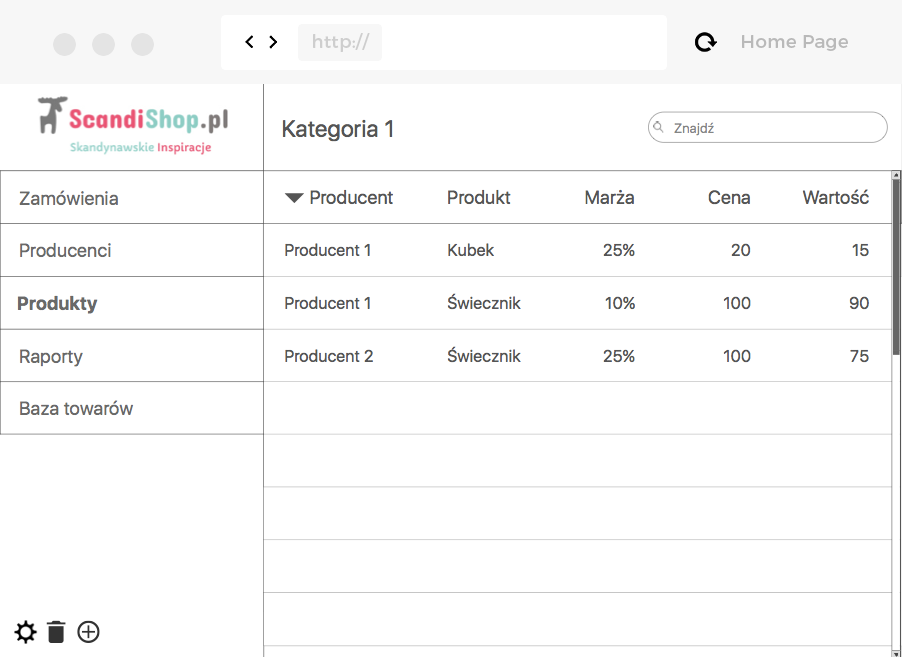 http://
Home Page
ScandiShop.pl
Skandynawskie Inspiracje
Kategoria 1
Znajdź
Zamówienia
Producenci
Produkty
Raporty
Baza towarów
Producent Produkt Marża Cena Wartość
Producent 1 Kubek 25% 20 15
Producent 1 Świecznik 10% 100 90
Producent 2 Świecznik 25% 100 75